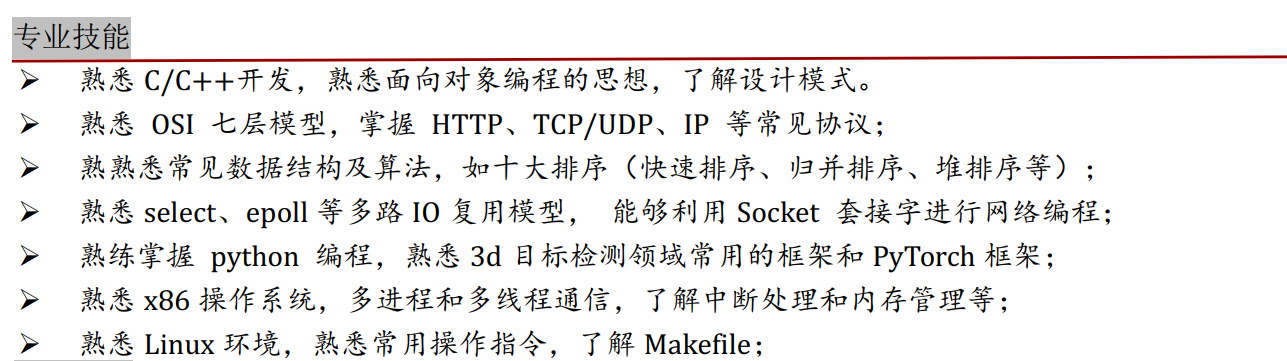 专业技能
➢ 熟悉 C/C++开发，熟悉面向对象编程的思想，了解设计模式。
➢ 熟悉 OSI 七层模型，掌握 HTTP、TCP/UDP、IP 等常见协议；
➢ 熟熟悉常见数据结构及算法，如十大排序（快速排序、归并排序、堆排序等）；
➢ 熟悉 select、epoll 等多路 IO 复用模型， 能够利用 Socket 套接字进行网络编程；
➢ 熟练掌握 python 编程，熟悉 3d 目标检测领域常用的框架和 PyTorch 框架；
➢ 熟悉 x86 操作系统，多进程和多线程通信，了解中断处理和内存管理等；
➢ 熟悉 Linux 环境，熟悉常用操作指令，了解 Makefile；